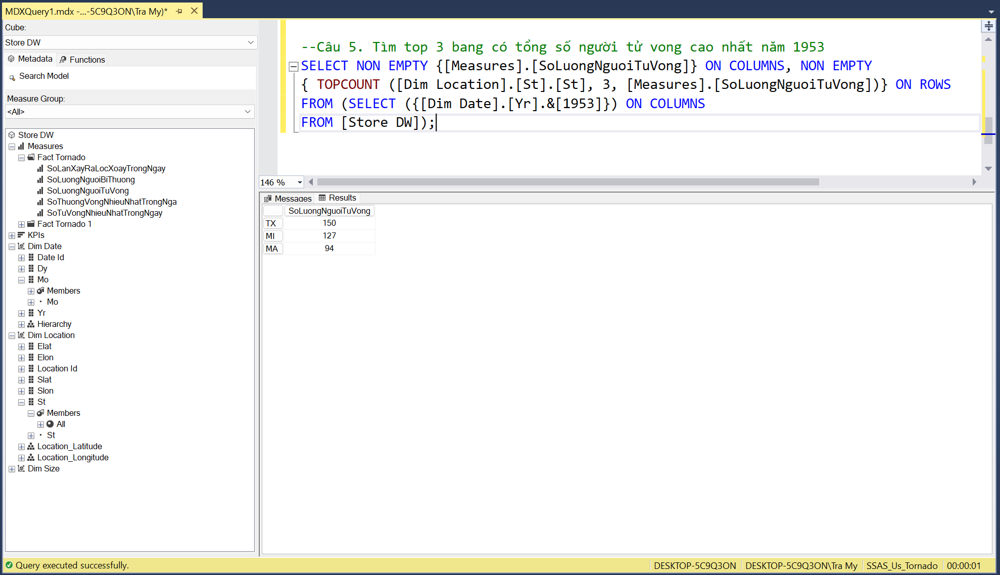 MDXQuery1.mdx -...-5C9Q3ON\Tra My)*
Cube:
Store DW
Metadata
Functions
Search Model
Measure Group:
<All>
Store DW
Measures
Fact Tornado
SoLanXayRaLocXoayTrongNgay
SoLuongNguoiBiThuong
SoLuongNguoiTuVong
SoThuongVongNhieuNhatTrongNga
SoTuVongNhieuNhatTrongNgay
Fact Tornado 1
KPIs
Dim Date
Date Id
Dy
Mo
Members
Mo
Yr
Hierarchy
Dim Location
Elat
Elon
Location Id
Slat
Slon
St
Members
All
St
Location_Latitude
Location_Longitude
Dim Size
--Câu 5. Tìm top 3 bang có tổng số người tử vong cao nhất năm 1953
SELECT NON EMPTY {[Measures].[SoLuongNguoiTuVong]} ON COLUMNS, NON EMPTY
{ TOPCOUNT ([Dim Location].[St].[St], 3, [Measures].[SoLuongNguoiTuVong])} ON ROWS
FROM (SELECT ({[Dim Date].[Yr].&[1953]}) ON COLUMNS
FROM [Store DW]);
146 %
Messages
Results
SoLuongNguoiTuVong
TX 150
MI 127
MA 94
Query executed successfully.
DESKTOP-5C9Q3ON
DESKTOP-5C9Q3ON\Tra My
SSAS_Us_Tornado
00:00:01